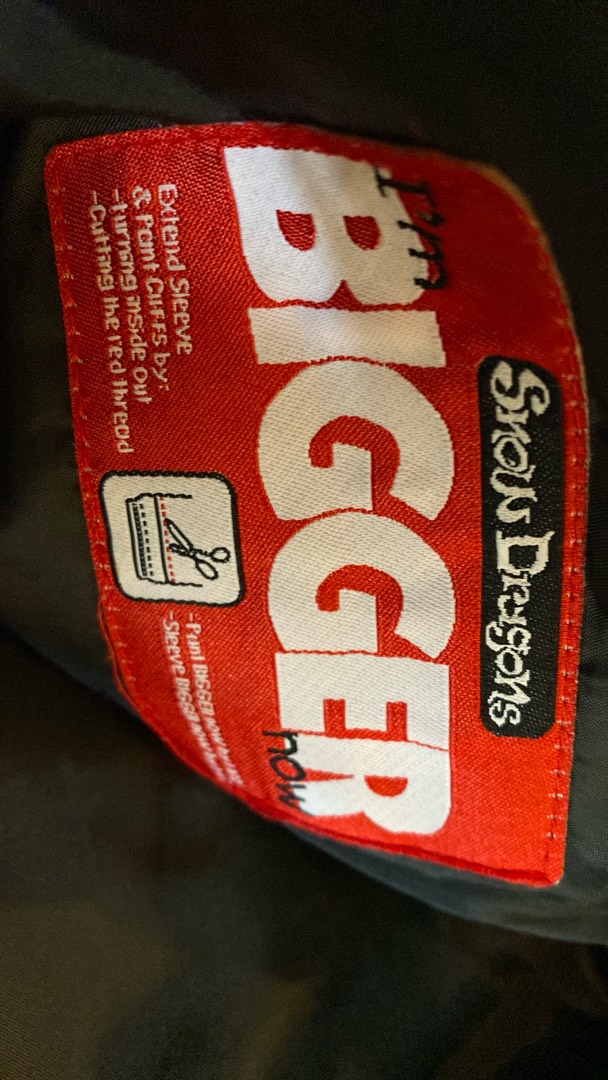 Snow Dragons
I'm
BIGGER
now
Extend Sleeve
& Pant Cuffs by:
-turning inside out
-Cutting the red thread
-Pant BIGGER
-Sleeve BIGGER